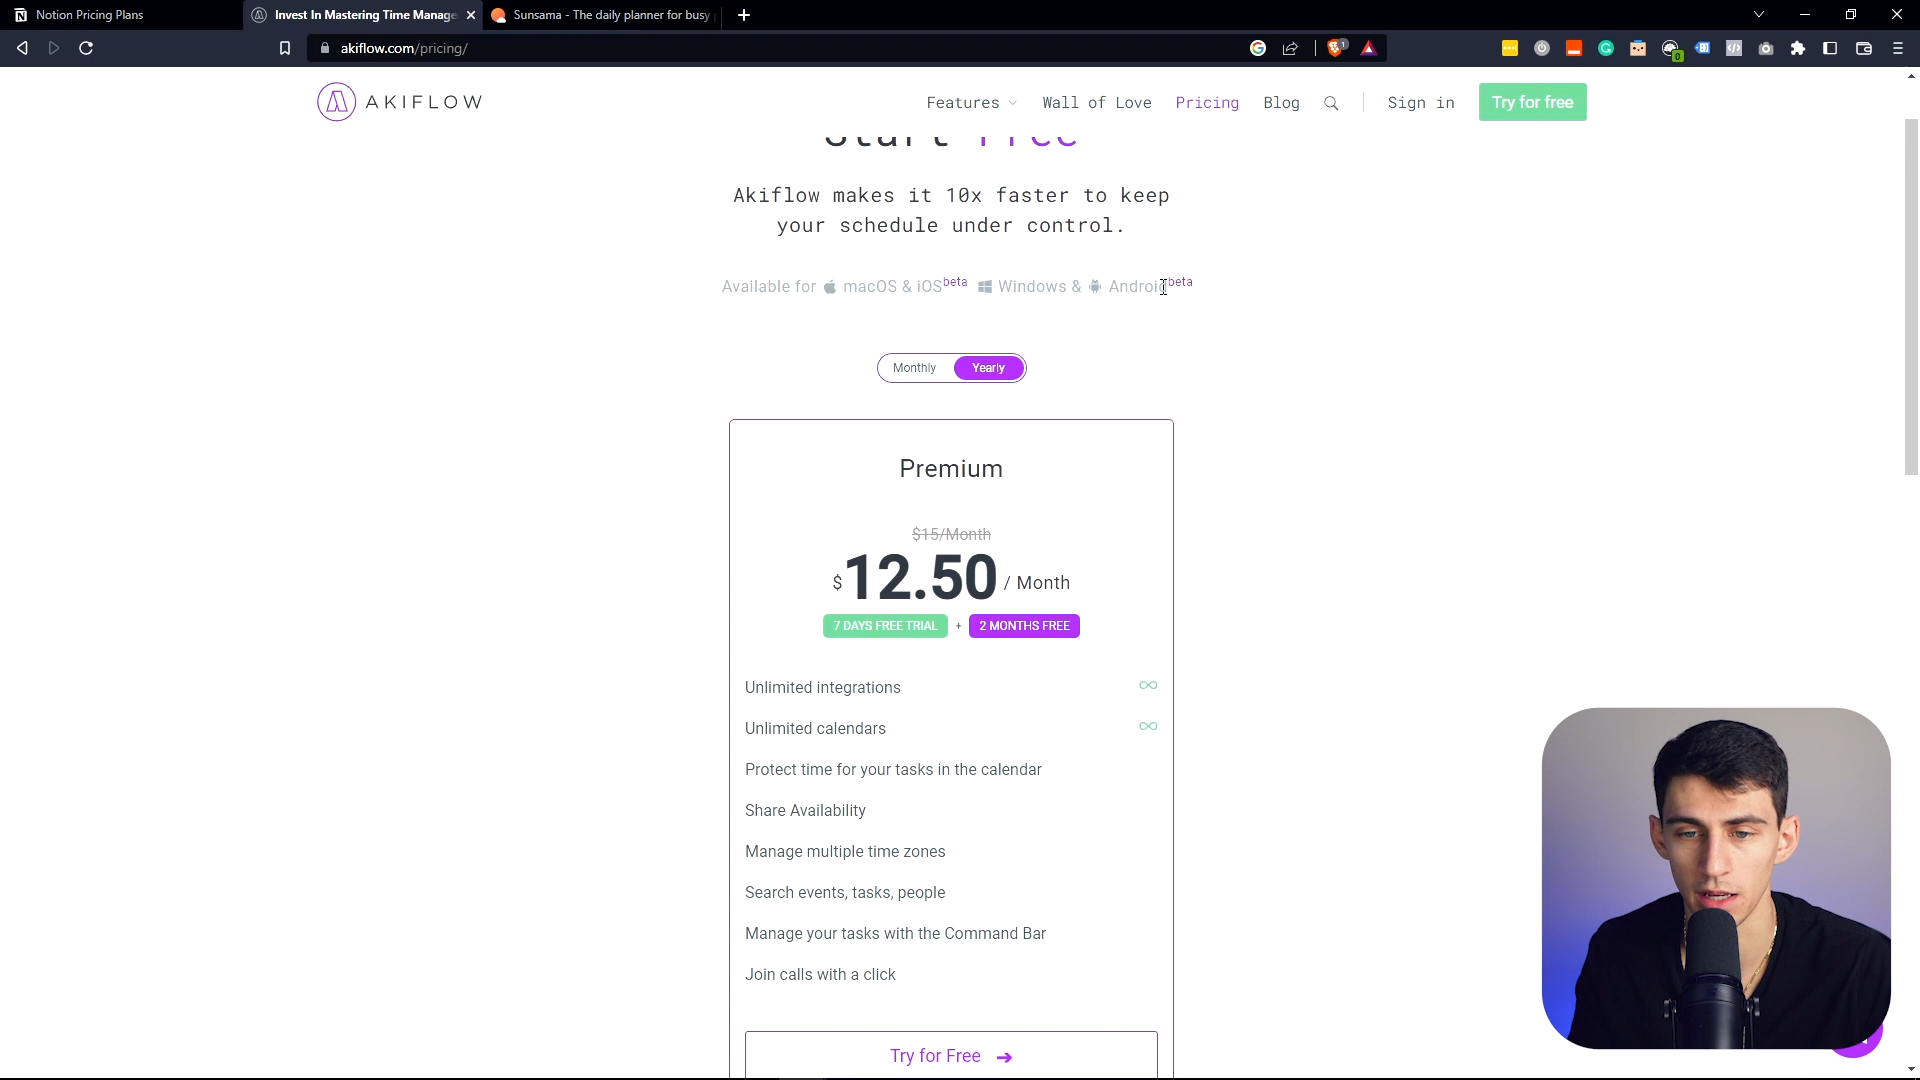 Notion Pricing Plans
Invest In Mastering Time Manage
Sunsama - The daily planner for busy
akiflow.com/pricing/
1
0
AKIFLOW
Features
Wall of Love
Pricing
Blog
Sign in
Try for free
Start Free
Akiflow makes it 10x faster to keep
your schedule under control.
Available for macOS & iOS beta Windows & Android beta
Monthly
Yearly
Premium
$15/Month
$12.50 / Month
7 DAYS FREE TRIAL + 2 MONTHS FREE
Unlimited integrations
Unlimited calendars
Protect time for your tasks in the calendar
Share Availability
Manage multiple time zones
Search events, tasks, people
Manage your tasks with the Command Bar
Join calls with a click
Try for Free →